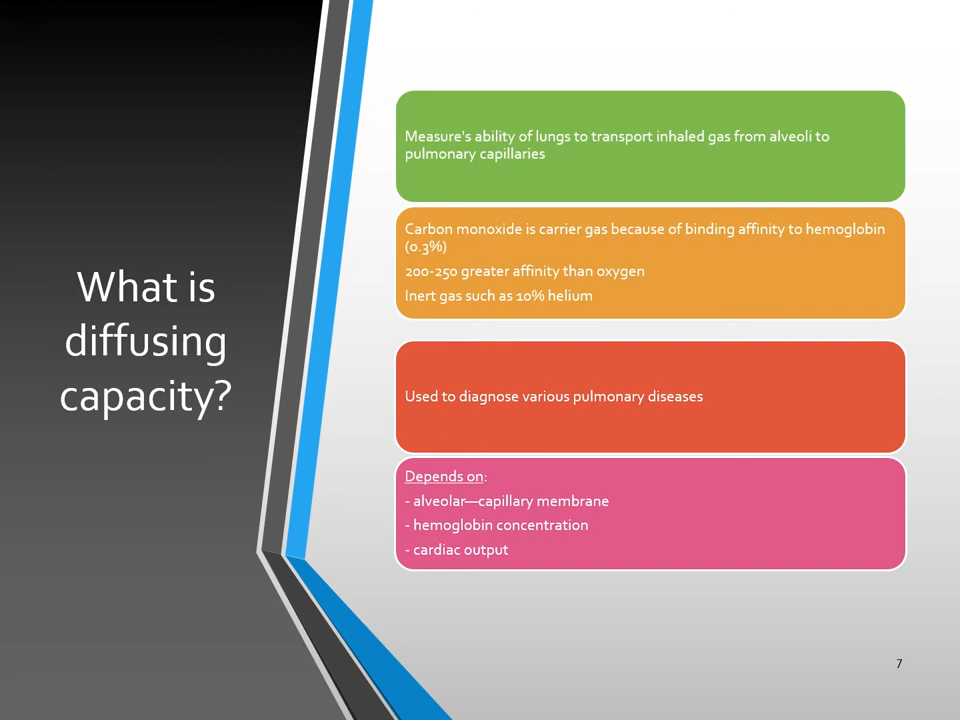 What is
diffusing
capacity?
Measure's ability of lungs to transport inhaled gas from alveoli to
pulmonary capillaries
Carbon monoxide is carrier gas because of binding affinity to hemoglobin
(0.3%)
200-250 greater affinity than oxygen
Inert gas such as 10% helium
Used to diagnose various pulmonary diseases
Depends on:
- alveolar—capillary membrane
- hemoglobin concentration
- cardiac output
7